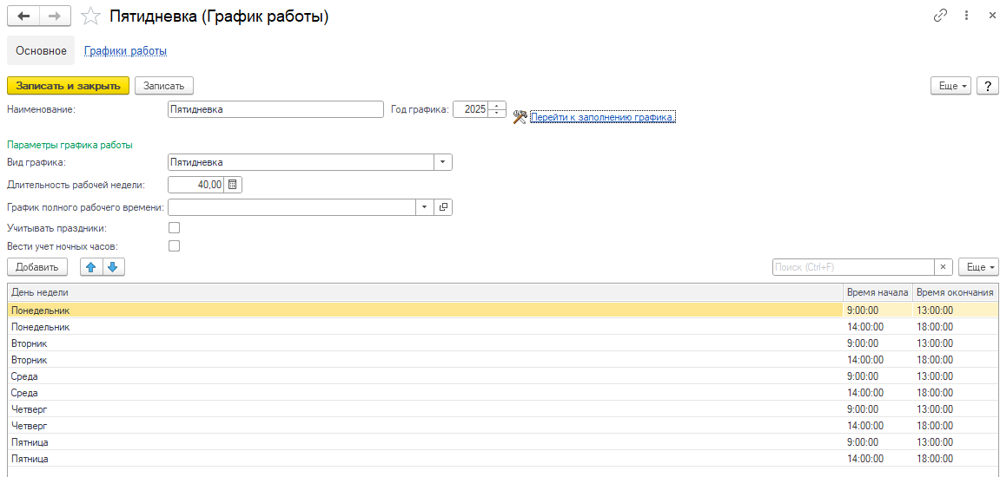 Пятидневка (График работы)
Основное Графики работы
Записать и закрыть Записать Еще ?
Наименование: Пятидневка Год графика: 2025 Перейти к заполнению графика.
Параметры графика работы
Вид графика: Пятидневка
Длительность рабочей недели: 40,00
График полного рабочего времени:
Учитывать праздники:
Вести учет ночных часов:
Добавить Поиск (Ctrl+F) × Еще
День недели Время начала Время окончания
Понедельник 9:00:00 13:00:00
Понедельник 14:00:00 18:00:00
Вторник 9:00:00 13:00:00
Вторник 14:00:00 18:00:00
Среда 9:00:00 13:00:00
Среда 14:00:00 18:00:00
Четверг 9:00:00 13:00:00
Четверг 14:00:00 18:00:00
Пятница 9:00:00 13:00:00
Пятница 14:00:00 18:00:00